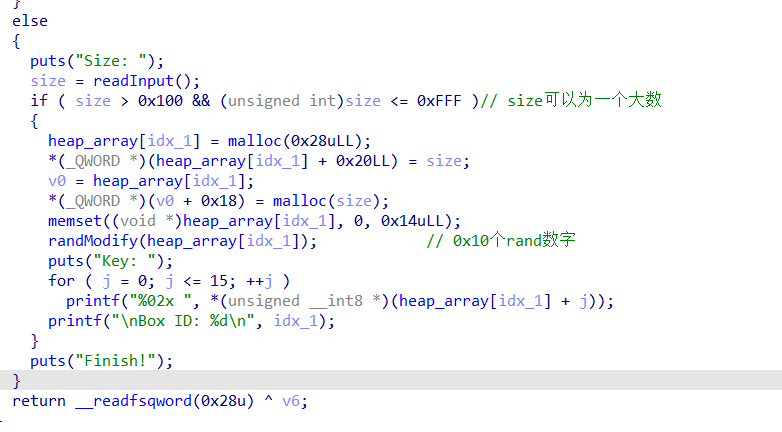 }
else
{
puts("Size: ");
size = readInput();
if ( size > 0x100 && (unsigned int)size <= 0xFFF )// size可以为一个大数
{
heap_array[idx_1] = malloc(0x28uLL);
*(_QWORD *)(heap_array[idx_1] + 0x20LL) = size;
v0 = heap_array[idx_1];
*(_QWORD *)(v0 + 0x18) = malloc(size);
memset((void *)heap_array[idx_1], 0, 0x14uLL);
randModify(heap_array[idx_1]); // 0x10个rand数字
puts("Key: ");
for ( j = 0; j <= 15; ++j )
printf("%02x ", *(unsigned __int8 *)(heap_array[idx_1] + j));
printf("\nBox ID: %d\n", idx_1);
}
puts("Finish!");
}
return __readfsqword(0x28u) ^ v6;